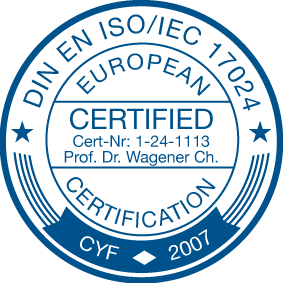 DIN EN ISO/IEC 17024
EUROPEAN
CERTIFIED
Cert-Nr: 1-24-1113
Prof. Dr. Wagener Ch.
CERTIFICATION
CYF 2007